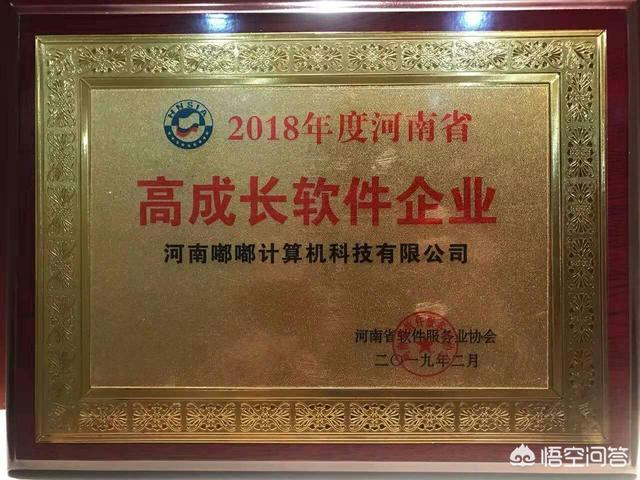 HNSIA
2018年度河南省
高成长软件企业
河南嘟嘟计算机科技有限公司
河南省软件服务业协会
二〇一九年二月
悟空问答